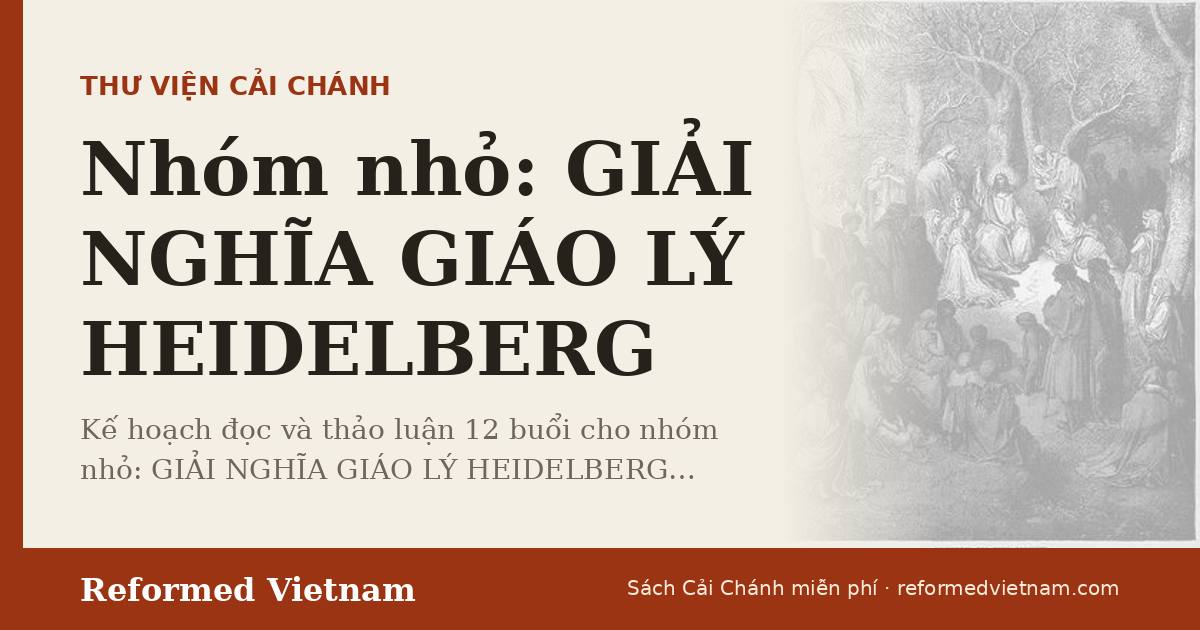 THƯ VIỆN CẢI CHÁNH
Nhóm nhỏ: GIẢI
NGHĨA GIÁO LÝ
HEIDELBERG
Kế hoạch đọc và thảo luận 12 buổi cho nhóm
nhỏ: GIẢI NGHĨA GIÁO LÝ HEIDELBERG...
Reformed Vietnam
Sách Cải Chánh miễn phí · reformedvietnam.com